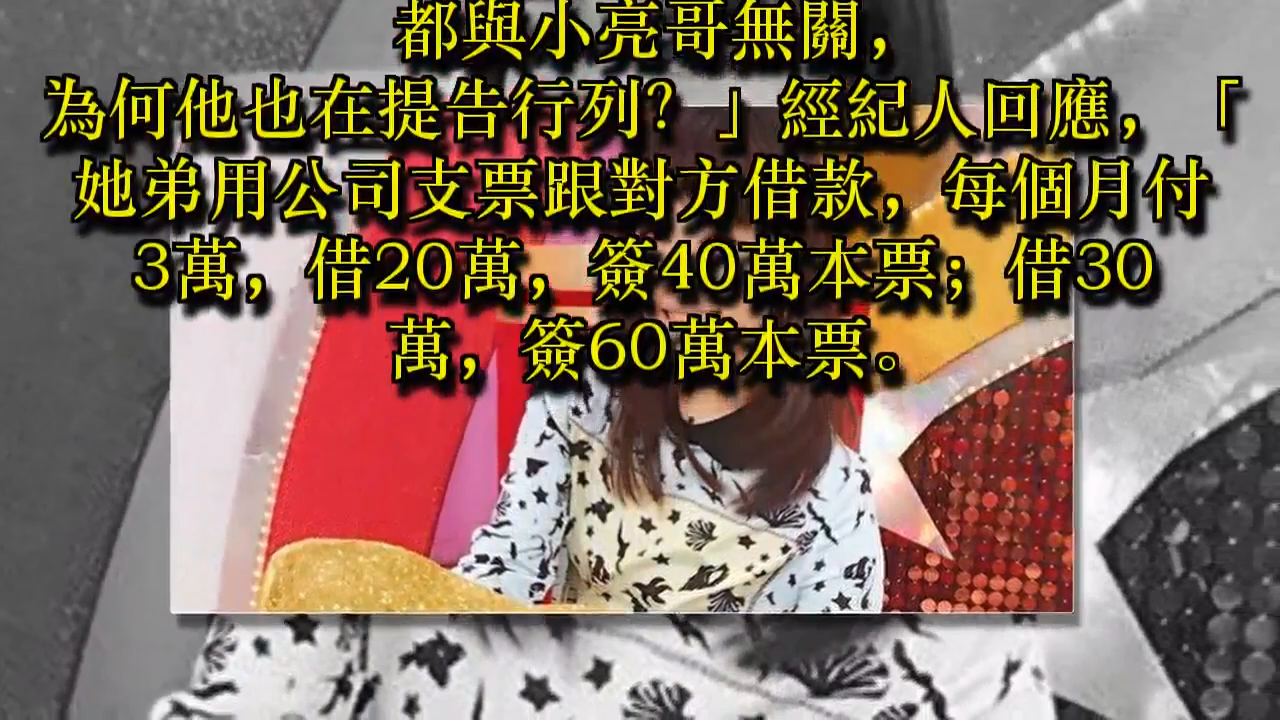 都與小亮哥無關，
為何他也在提告行列？」經紀人回應，「
她弟用公司支票跟對方借款，每個月付
3萬，借20萬，簽40萬本票；借30
萬，簽60萬本票。